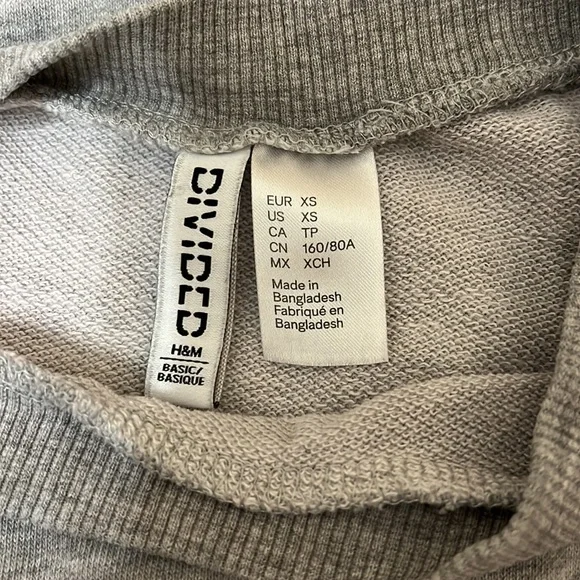 DIVIDED
H&M
BASIC/
BASIQUE
EUR XS
US XS
CA TP
CN 160/80A
MX XCH
Made in
Bangladesh
Fabriqué en
Bangladesh